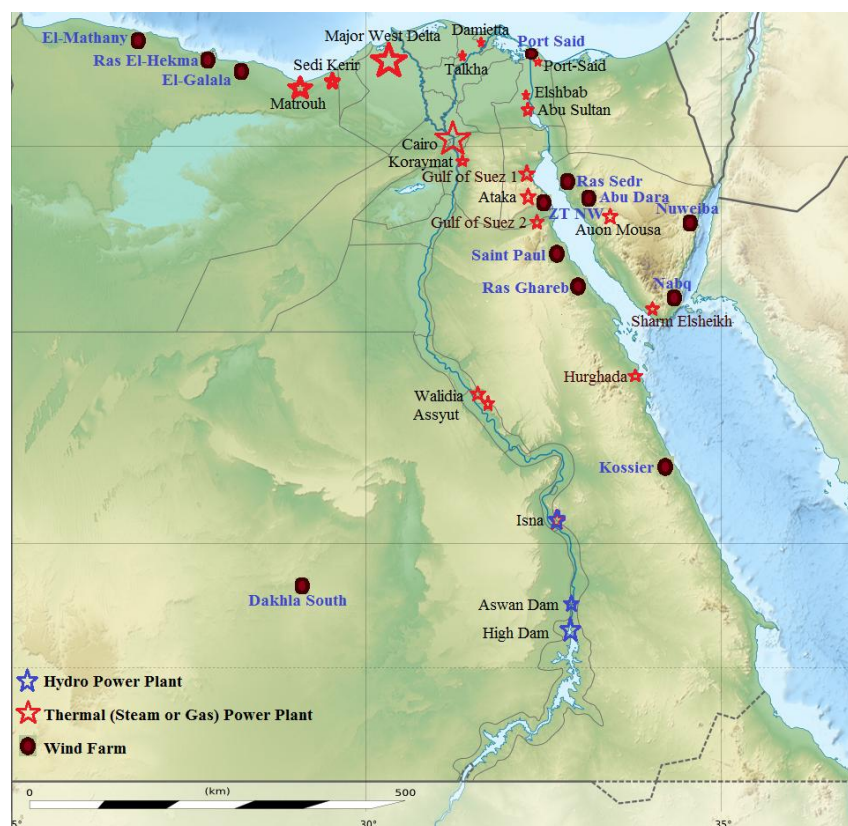 Damietta
Major West Delta
El-Mathany
Port Said
Ras El-Hekma
Sedi Kerir
Talkha
Port-Said
El-Galala
Elshbab
Matrouh
Abu Sultan
Cairo
Koraymat
Gulf of Suez 1
Ras Sedr
Ataka
Abu Dara
ZT NW
Nuweiba
Gulf of Suez 2
Auon Mousa
Saint Paul
Ras Ghareb
Nabq
Sharm Elsheikh
Hurghada
Walidia
Assyut
Kossier
Isna
Dakhla South
Aswan Dam
High Dam
Hydro Power Plant
Thermal (Steam or Gas) Power Plant
Wind Farm
0 (km) 500
5° 30° 35°